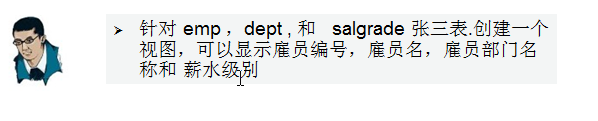 ➢ 针对 emp ，dept , 和 salgrade 张三表.创建一个
视图，可以显示雇员编号，雇员名，雇员部门名
称和 薪水级别